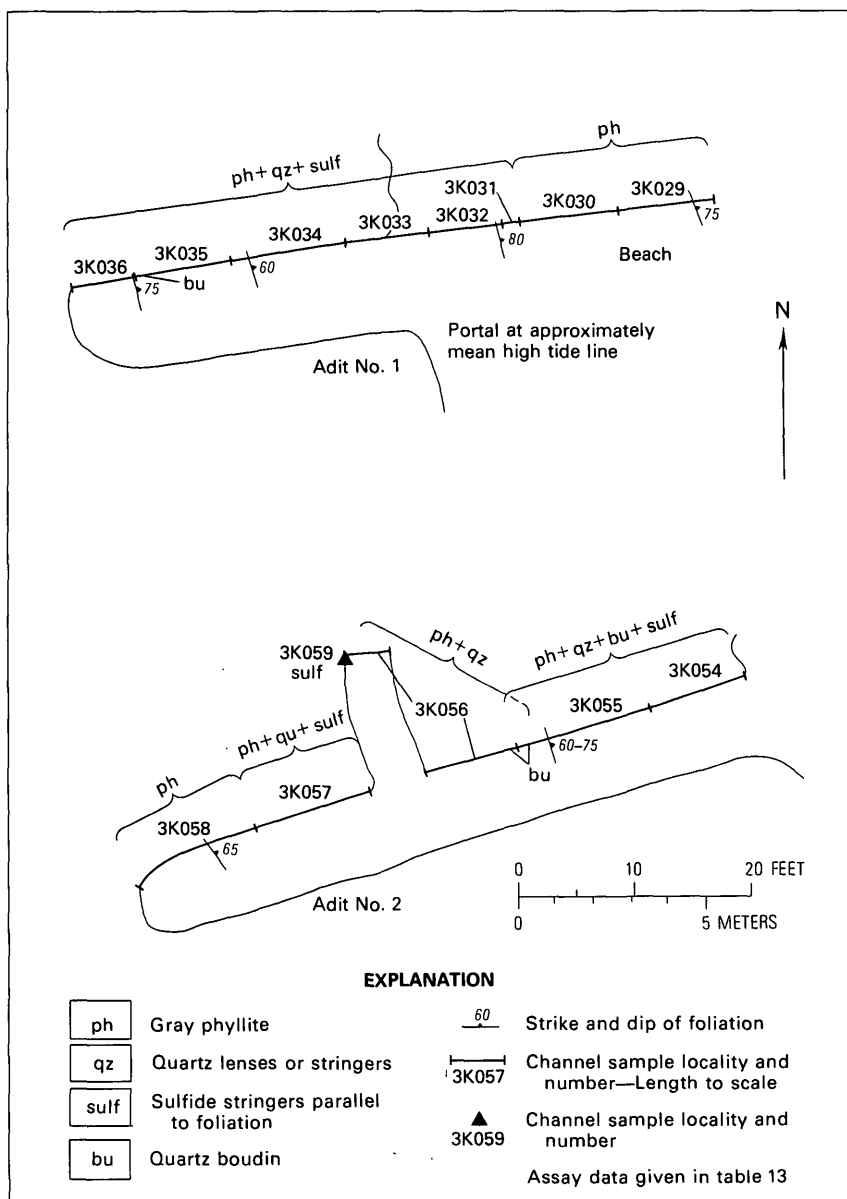 ph
ph+ qz+ sulf
3K031
3K029
3K030
3K032
3K033
75
3K034
80
3K035
Beach
3K036
60
bu
75
N
Portal at approximately
mean high tide line
Adit No. 1
3K059
sulf
ph+qz
ph+ qz+ bu+ sulf
3K054
3K056
3K055
60–75
bu
ph+ qu+ sulf
ph
3K057
3K058
65
0 10 20 FEET
0 5 METERS
Adit No. 2
EXPLANATION
ph Gray phyllite
qz Quartz lenses or stringers
sulf Sulfide stringers parallel
to foliation
bu Quartz boudin
60 Strike and dip of foliation
3K057 Channel sample locality and
number—Length to scale
3K059 Channel sample locality and
number
Assay data given in table 13